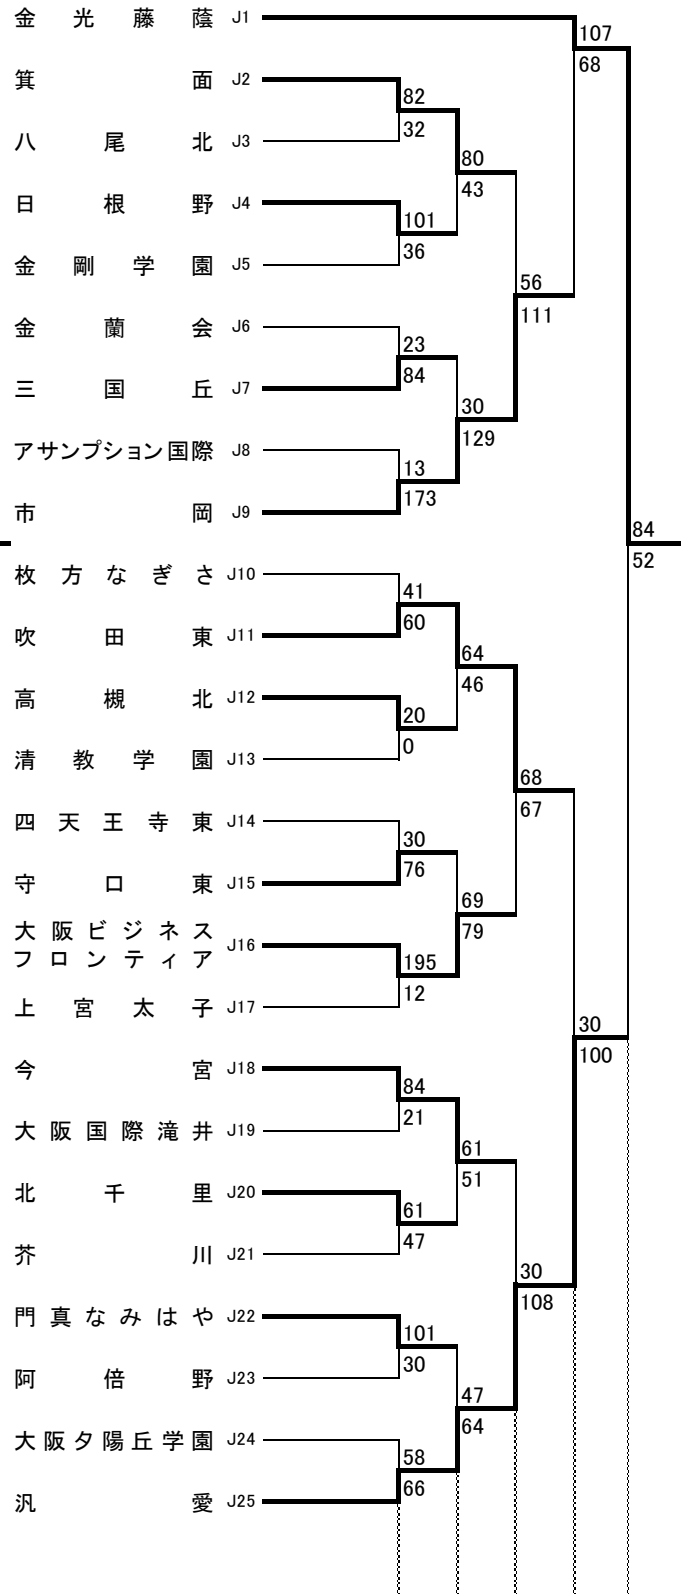 金光藤蔭 J1
107
68
箕面 J2
82
32
八尾北 J3
80
43
日根野 J4
101
36
金剛学園 J5
56
111
金蘭会 J6
23
84
三国丘 J7
30
129
アサンプション国際 J8
13
173
市岡 J9
84
52
枚方なぎさ J10
41
60
吹田東 J11
64
46
高槻北 J12
20
0
清教学園 J13
68
67
四天王寺東 J14
30
76
守口東 J15
69
79
大阪ビジネス
フロンティア J16
195
12
上宮太子 J17
30
100
今宮 J18
84
21
大阪国際滝井 J19
61
51
北千里 J20
61
47
芥川 J21
30
108
門真なみはや J22
101
30
阿倍野 J23
47
64
大阪夕陽丘学園 J24
58
66
汎愛 J25